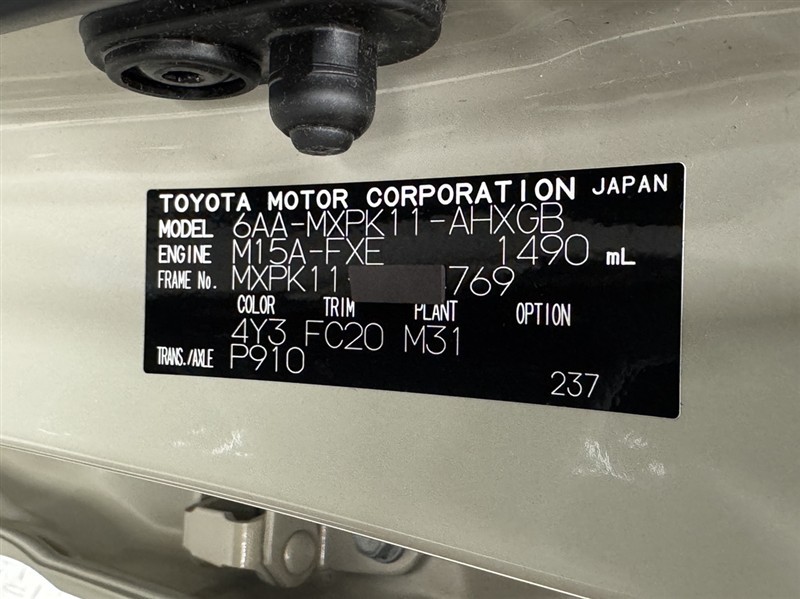 TOYOTA MOTOR CORPORATION JAPAN
MODEL 6AA-MXPK11-AHXGB
ENGINE M15A-FXE 1490 mL
FRAME No. MXPK11- 769
COLOR TRIM PLANT OPTION
4Y3 FC20 M31
TRANS./AXLE P910
237